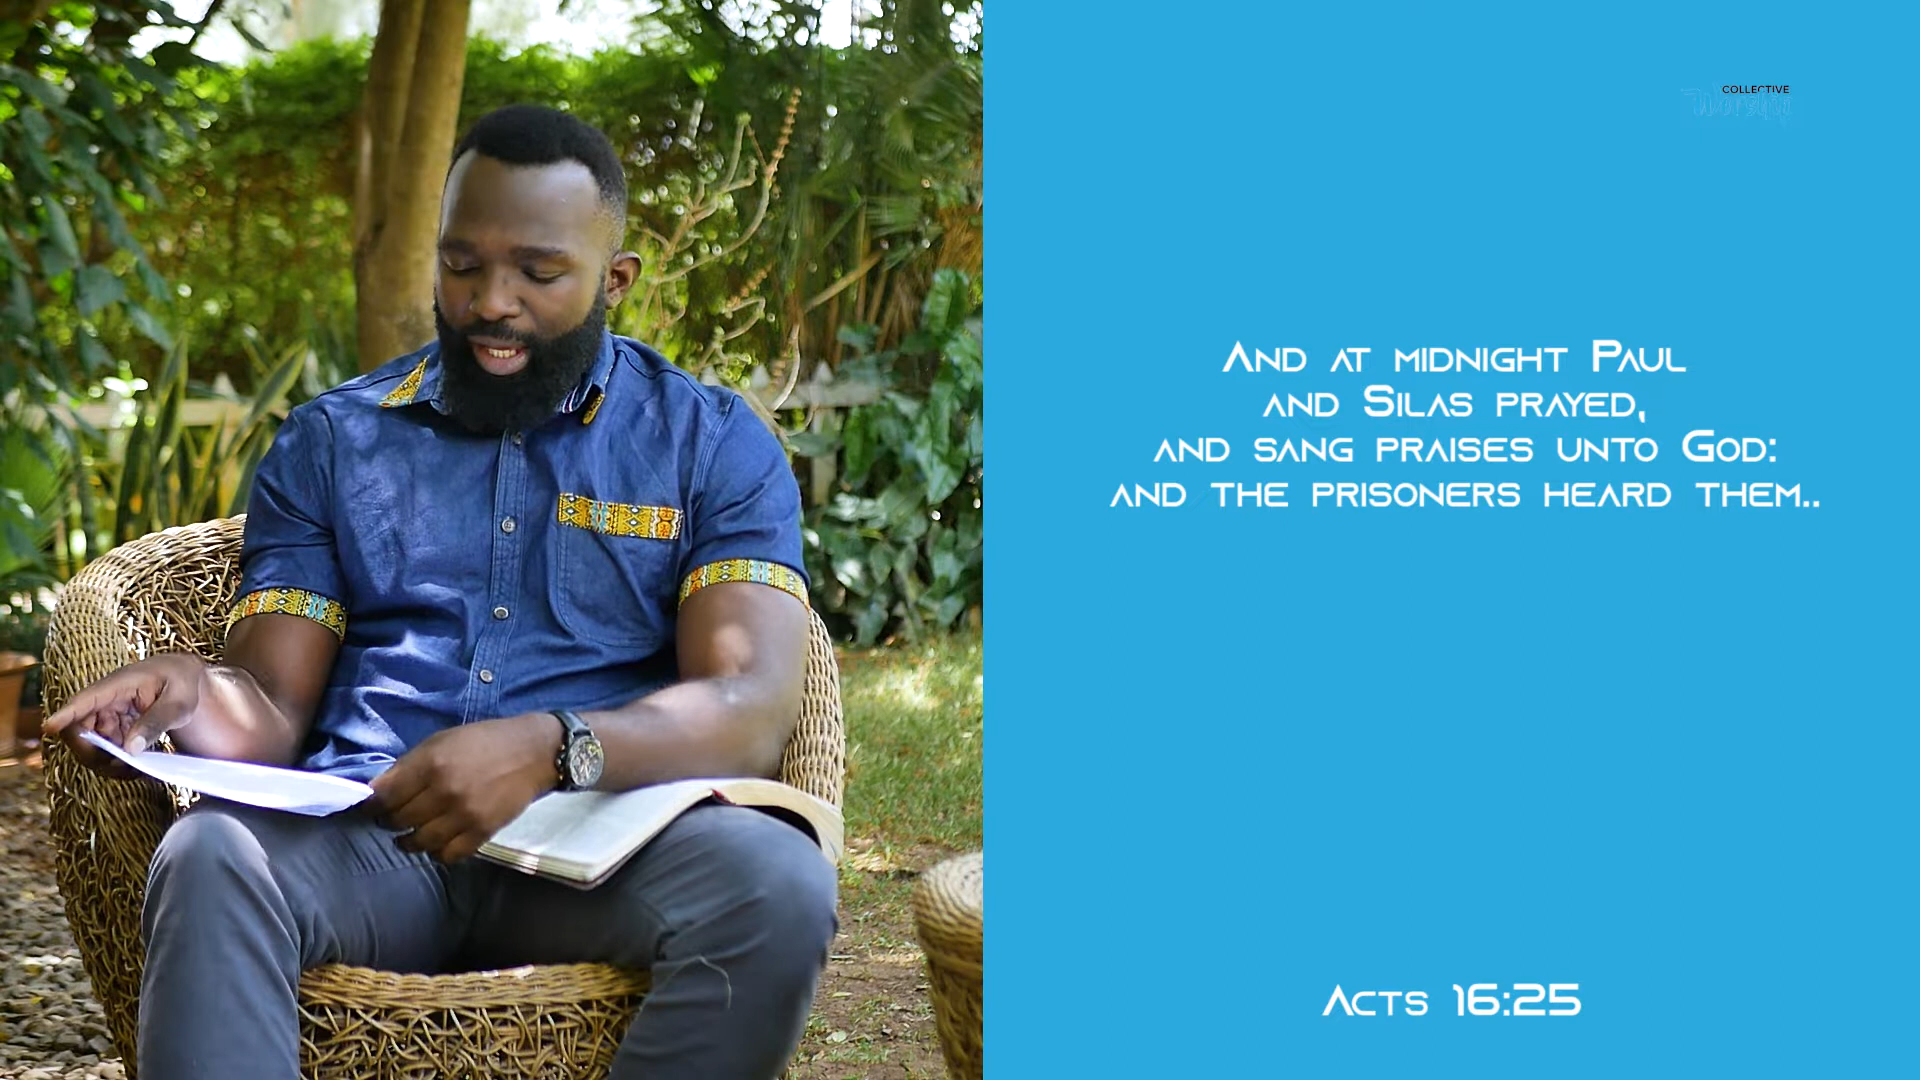 COLLECTIVE
Worship
And at midnight Paul
and Silas prayed,
and sang praises unto God:
and the prisoners heard them..
Acts 16:25